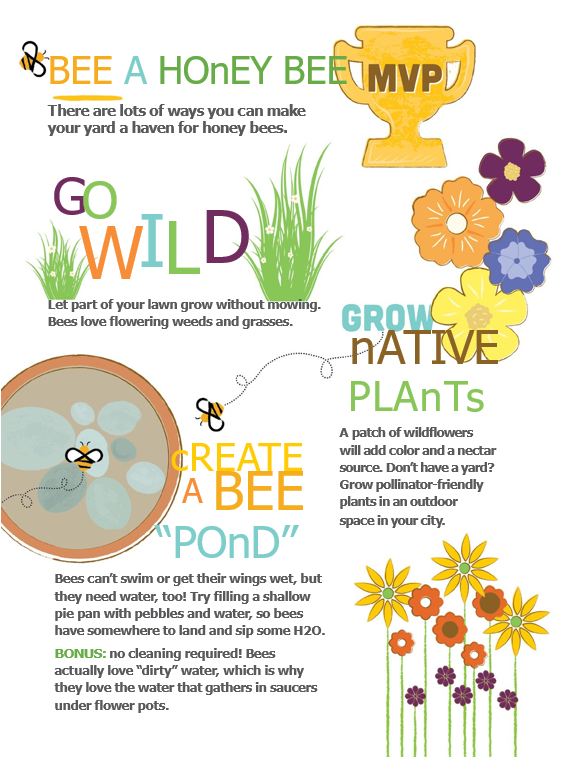 BEE A HOnEY BEE
MVP
There are lots of ways you can make
your yard a haven for honey bees.
GO
WILD
Let part of your lawn grow without mowing.
Bees love flowering weeds and grasses.
GROW
nATIVE
PLAnTs
A patch of wildflowers
will add color and a nectar
source. Don’t have a yard?
Grow pollinator-friendly
plants in an outdoor
space in your city.
cREATE
A BEE
“POnD”
Bees can’t swim or get their wings wet, but
they need water, too! Try filling a shallow
pie pan with pebbles and water, so bees
have somewhere to land and sip some H2O.
BONUS: no cleaning required! Bees
actually love “dirty” water, which is why
they love the water that gathers in saucers
under flower pots.